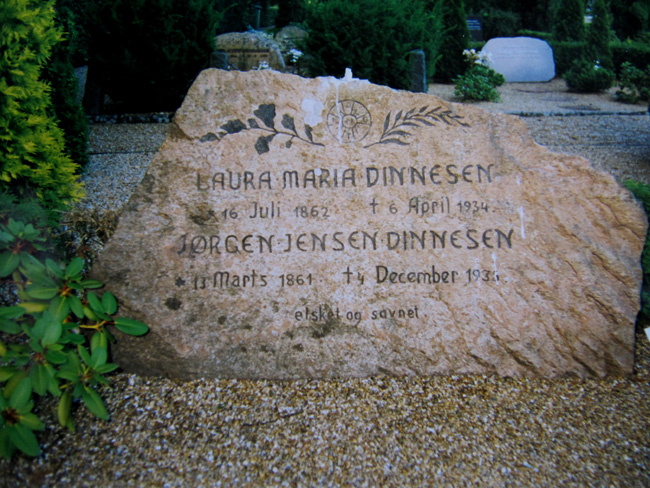 LAURA MARIA DINNESEN
* 16 Juli 1862 † 6 April 1934
JØRGEN JENSEN DINNESEN
* 13 Marts 1861 † 4 December
elsket og savnet